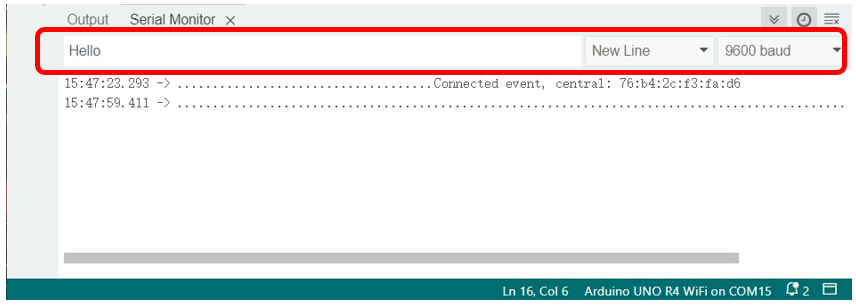 Output Serial Monitor ×
Hello New Line 9600 baud
15:47:23.293 -> ....................................Connected event, central: 76:b4:2c:f3:fa:d6
15:47:59.411 -> ..............................................................................................
Ln 16, Col 6 Arduino UNO R4 WiFi on COM15 2